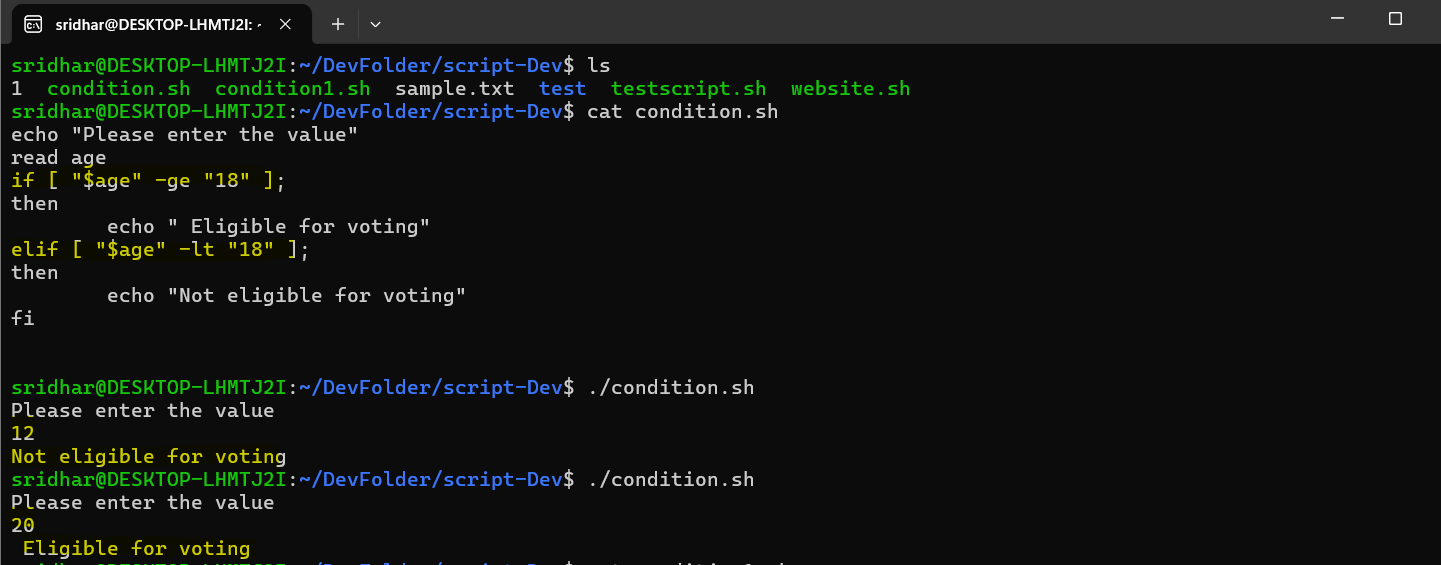 sridhar@DESKTOP-LHMTJ2I: ~
sridhar@DESKTOP-LHMTJ2I:~/DevFolder/script-Dev$ ls
1  condition.sh  condition1.sh  sample.txt  test  testscript.sh  website.sh
sridhar@DESKTOP-LHMTJ2I:~/DevFolder/script-Dev$ cat condition.sh
echo "Please enter the value"
read age
if [ "$age" -ge "18" ];
then
        echo " Eligible for voting"
elif [ "$age" -lt "18" ];
then
        echo "Not eligible for voting"
fi
sridhar@DESKTOP-LHMTJ2I:~/DevFolder/script-Dev$ ./condition.sh
Please enter the value
12
Not eligible for voting
sridhar@DESKTOP-LHMTJ2I:~/DevFolder/script-Dev$ ./condition.sh
Please enter the value
20
 Eligible for voting